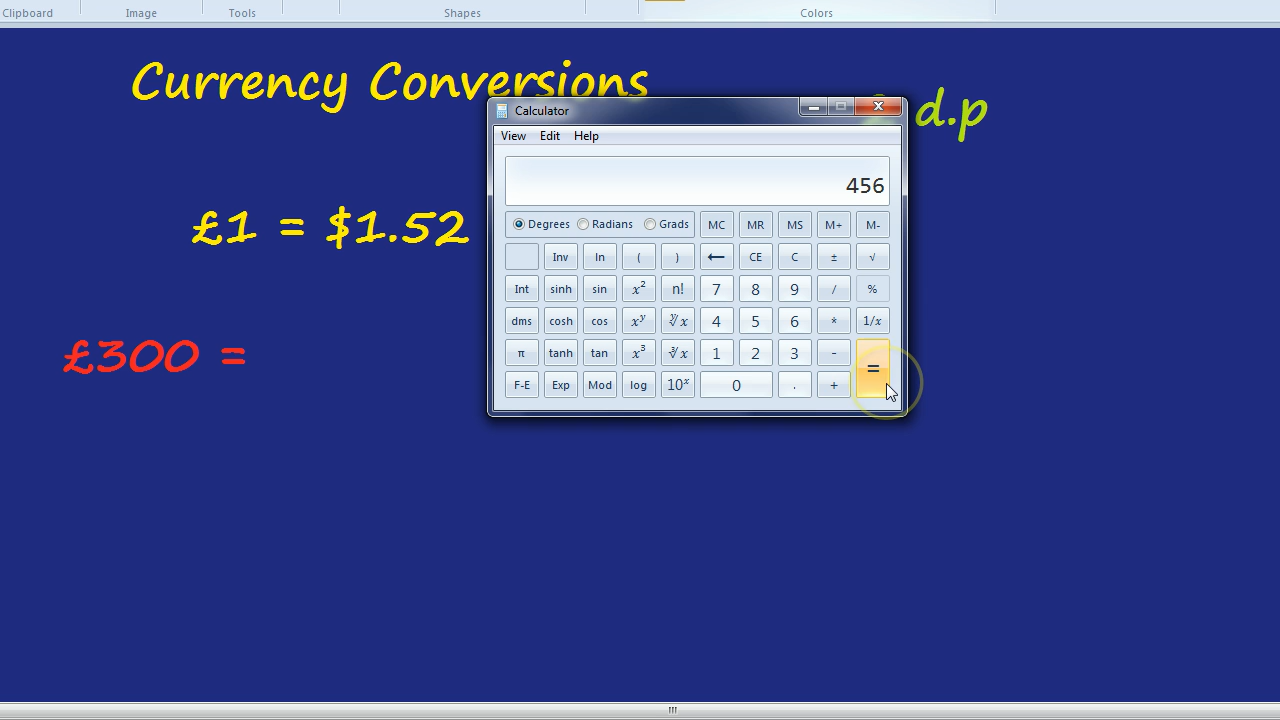 Clipboard Image Tools Shapes Colors
Currency Conversions
d.p
£1 = $1.52
£300 =
Calculator
View Edit Help
456
Degrees Radians Grads MC MR MS M+ M-
Inv ln ( ) ← CE C ± √
Int sinh sin x² n! 7 8 9 / %
dms cosh cos xʸ ʸ√x 4 5 6 * 1/x
π tanh tan x³ ³√x 1 2 3 - =
F-E Exp Mod log 10ˣ 0 . +